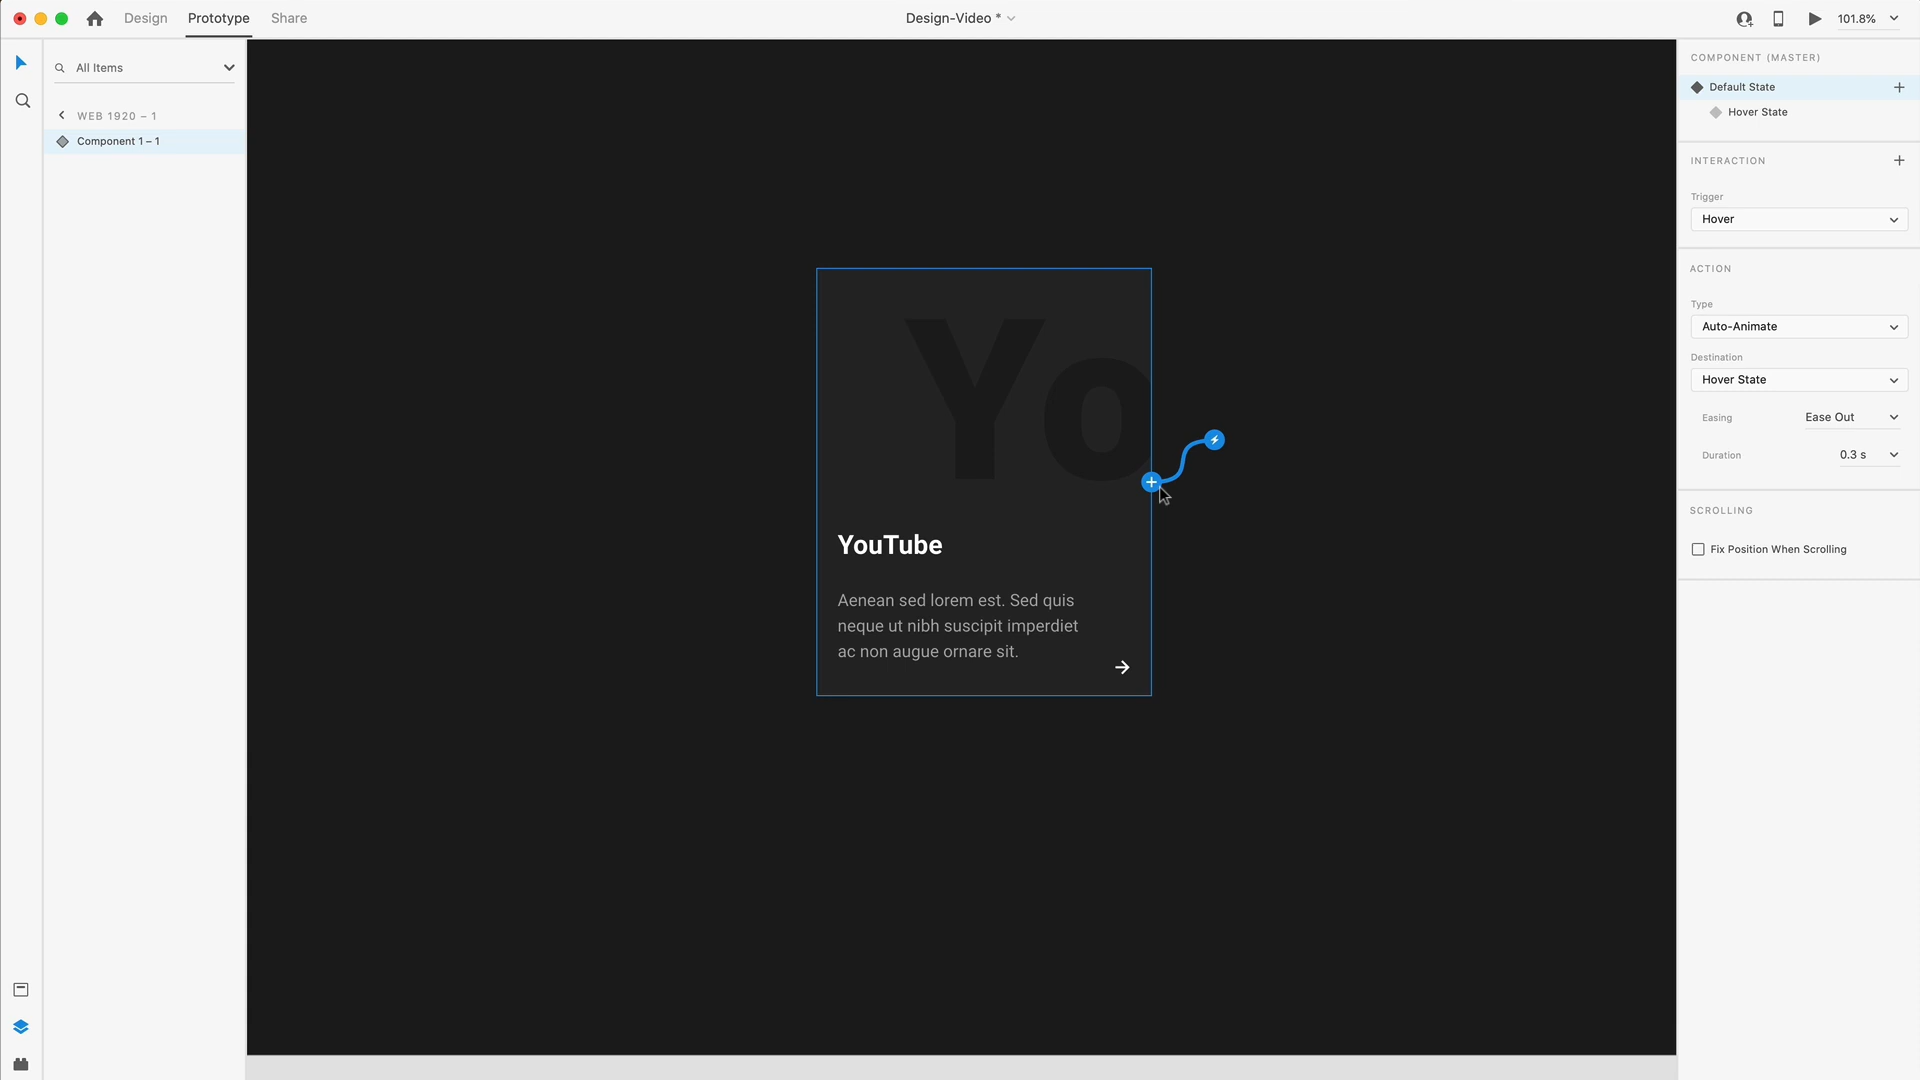 Design
Prototype
Share
Design-Video *
101.8%
All Items
WEB 1920 – 1
Component 1 – 1
Yo
YouTube
Aenean sed lorem est. Sed quis
neque ut nibh suscipit imperdiet
ac non augue ornare sit.
COMPONENT (MASTER)
Default State
Hover State
INTERACTION
Trigger
Hover
ACTION
Type
Auto-Animate
Destination
Hover State
Easing
Ease Out
Duration
0.3 s
SCROLLING
Fix Position When Scrolling